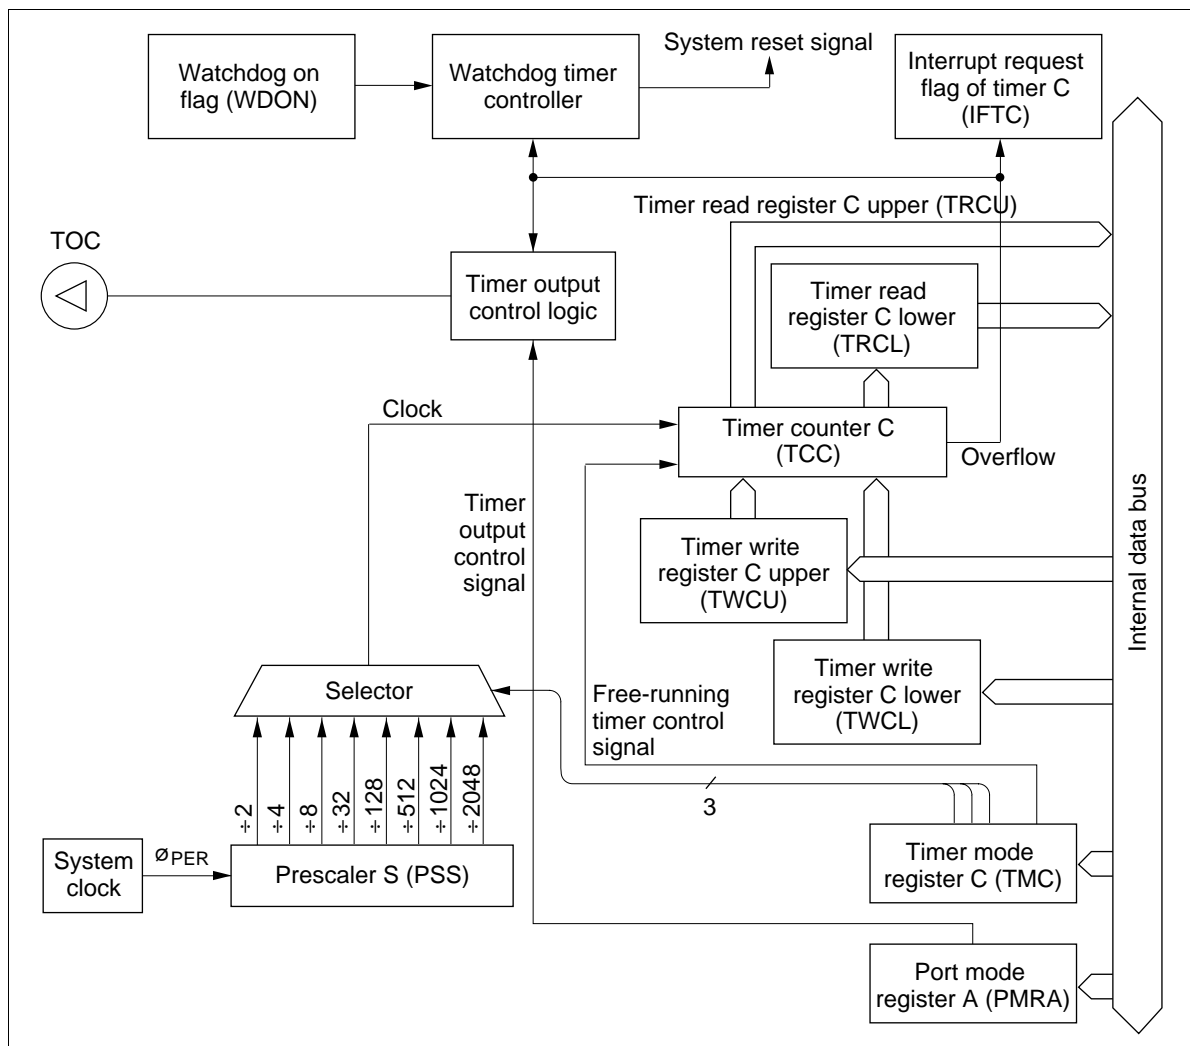 System reset signal
Watchdog on
flag (WDON)
Watchdog timer
controller
Interrupt request
flag of timer C
(IFTC)
Timer read register C upper (TRCU)
TOC
Timer output
control logic
Timer read
register C lower
(TRCL)
Clock
Timer counter C
(TCC)
Overflow
Timer
output
control
signal
Timer write
register C upper
(TWCU)
Internal data bus
Selector
Free-running
timer control
signal
Timer write
register C lower
(TWCL)
÷2
÷4
÷8
÷32
÷128
÷512
÷1024
÷2048
3
System
clock
øPER
Prescaler S (PSS)
Timer mode
register C (TMC)
Port mode
register A (PMRA)